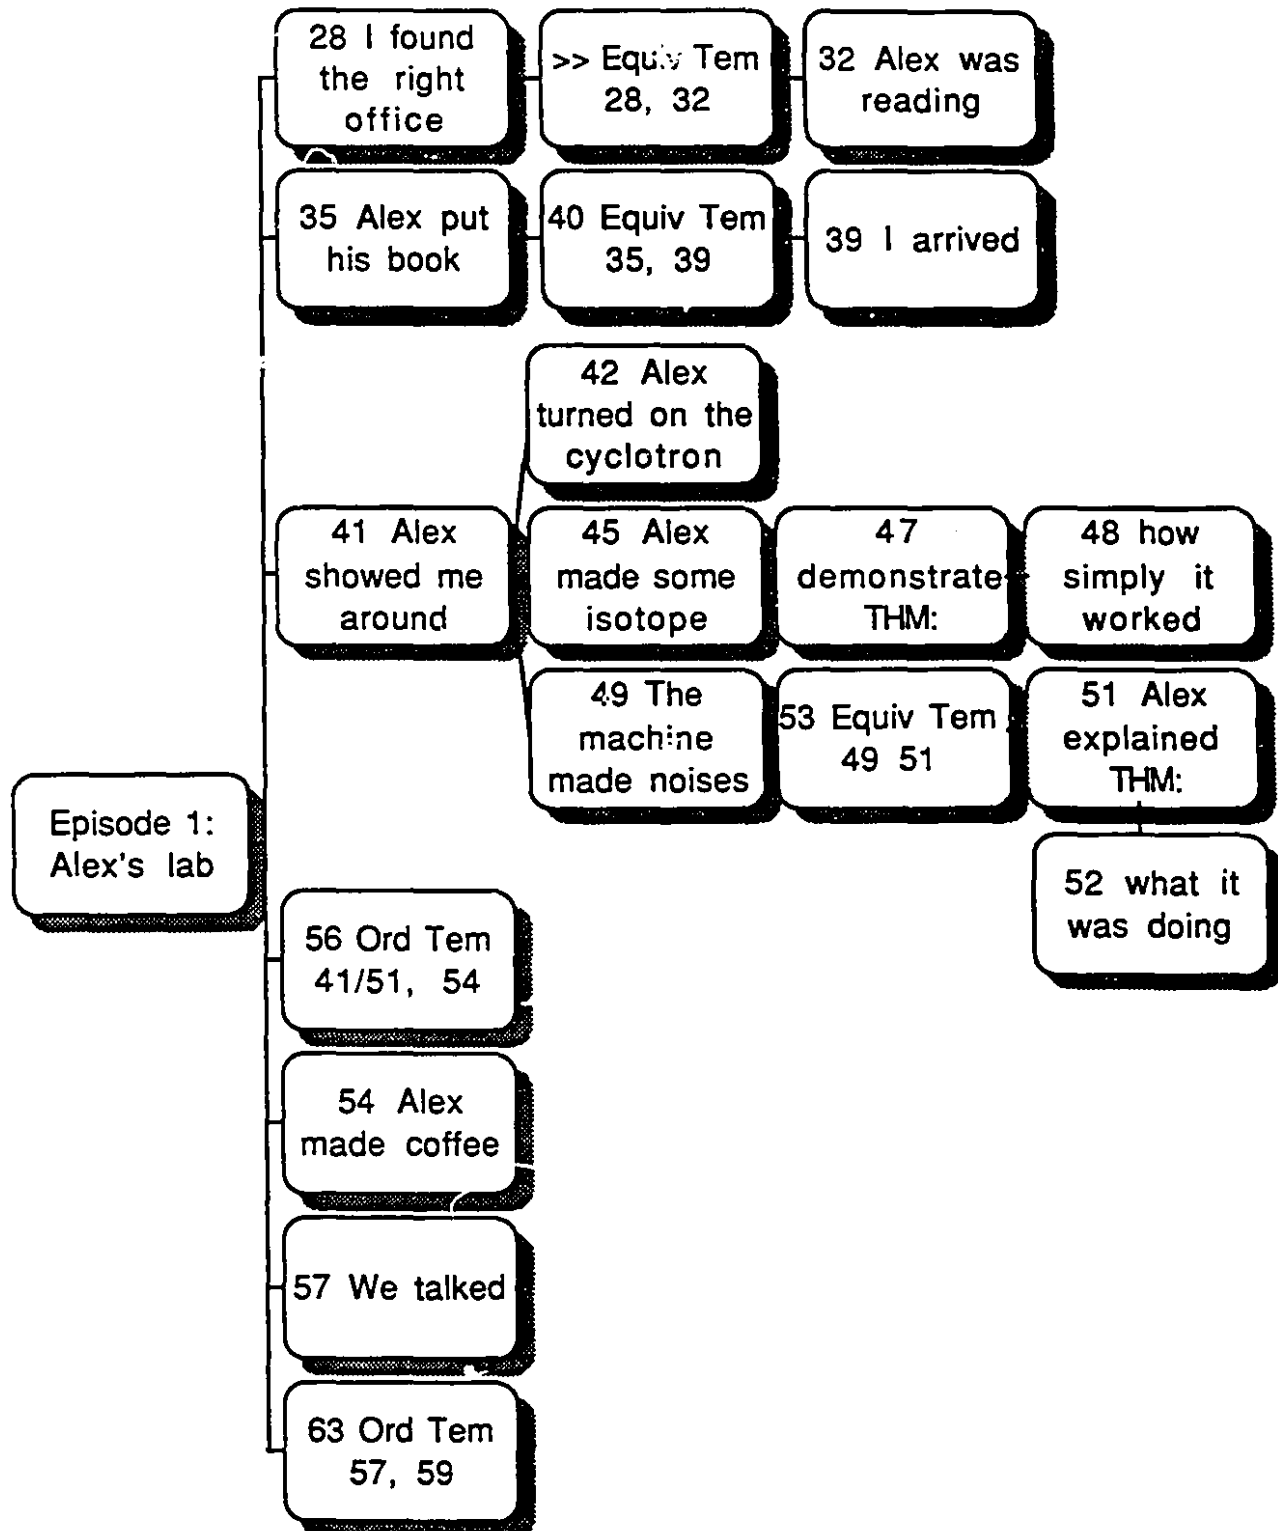 28 I found
the right
office
>> Equiv Tem
28, 32
32 Alex was
reading
35 Alex put
his book
40 Equiv Tem
35, 39
39 I arrived
42 Alex
turned on the
cyclotron
41 Alex
showed me
around
45 Alex
made some
isotope
47
demonstrate
THM:
48 how
simply it
worked
49 The
machine
made noises
53 Equiv Tem
49 51
51 Alex
explained
THM:
52 what it
was doing
Episode 1:
Alex's lab
56 Ord Tem
41/51, 54
54 Alex
made coffee
57 We talked
63 Ord Tem
57, 59